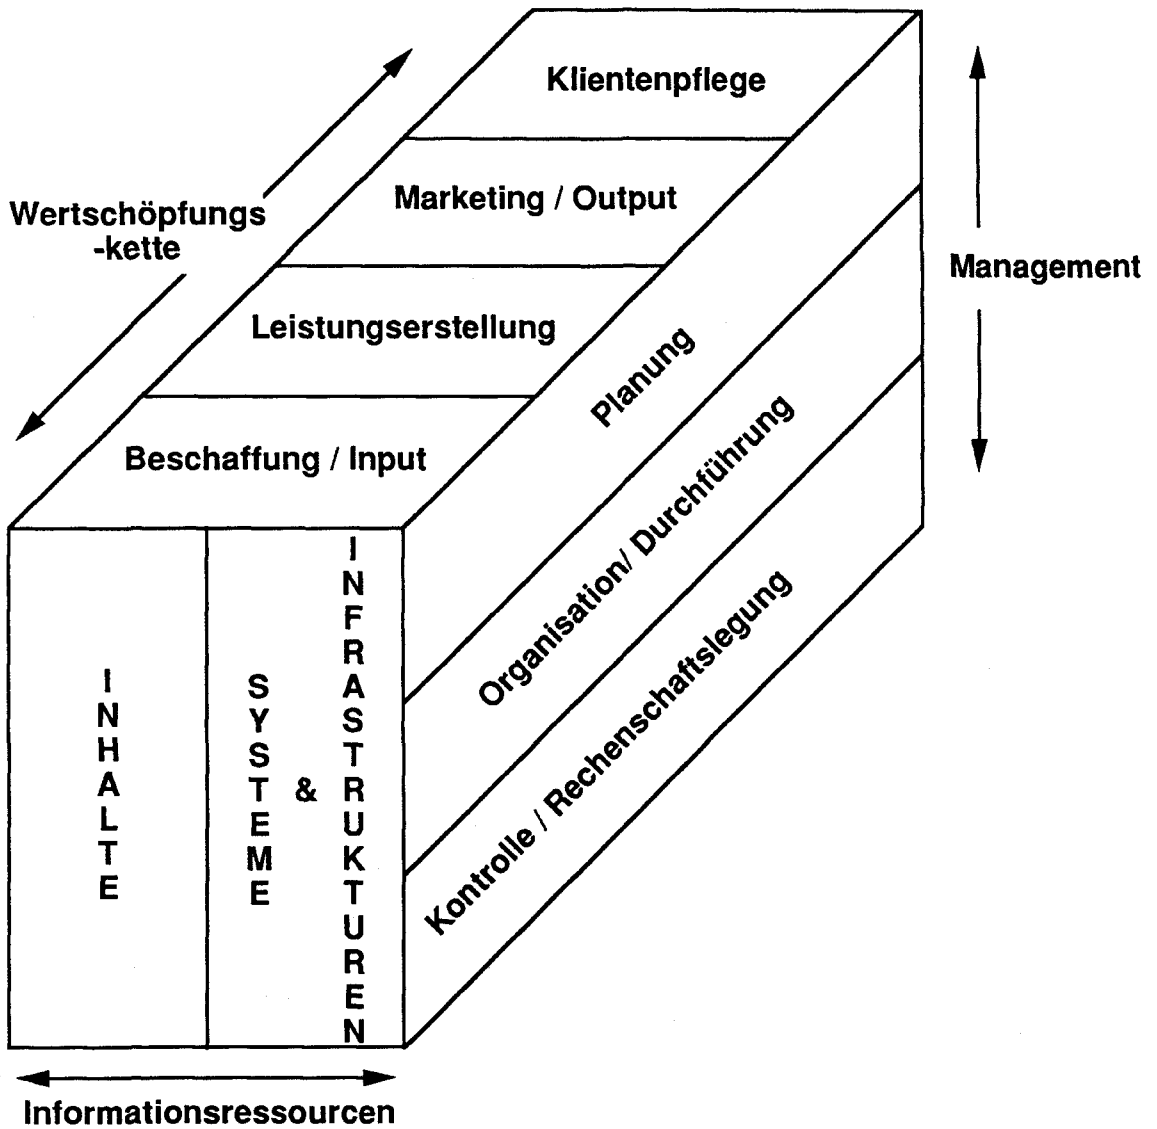 Klientenpflege
Marketing / Output
Wertschöpfungs
-kette
Management
Leistungserstellung
Planung
Beschaffung / Input
Organisation/ Durchführung
Kontrolle / Rechenschaftslegung
INHALTE
SYSTEME
&
INFRASTRUKTUREN
Informationsressourcen